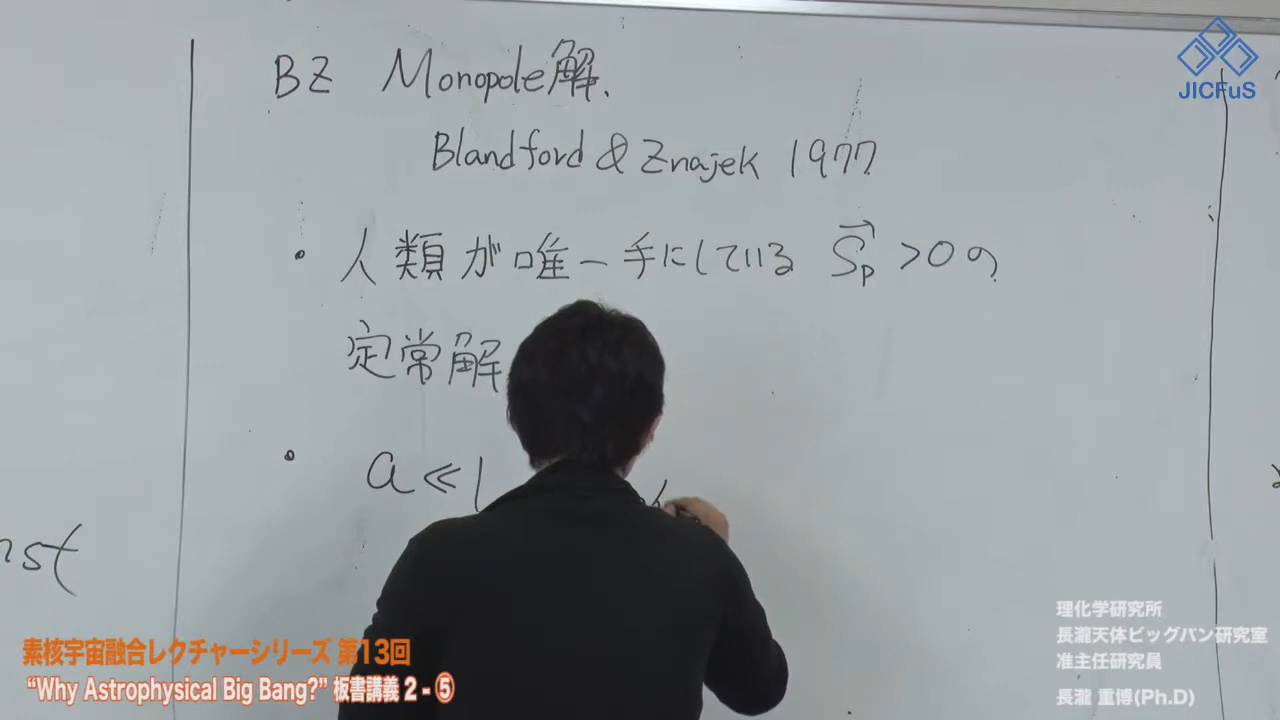 BZ Monopole解.
Blandford & Znajek 1977
・人類が唯一手にしている S⃗p >0の
定常解
・ a≪1
nst
JICFuS
素核宇宙融合レクチャーシリーズ 第13回
“Why Astrophysical Big Bang?” 板書講義 2 - ⑤
理化学研究所
長瀧天体ビッグバン研究室
准主任研究員
長瀧 重博(Ph.D)